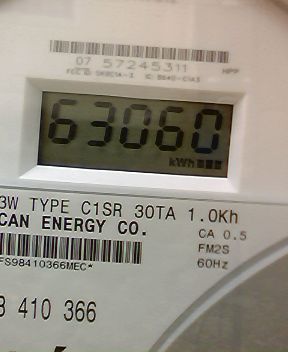 07 57245311
HPP
63060
kWh
3W TYPE C1SR 30TA 1.0Kh
CAN ENERGY CO.
CA 0.5
FM2S
FS98410366MEC*
60Hz
410 366